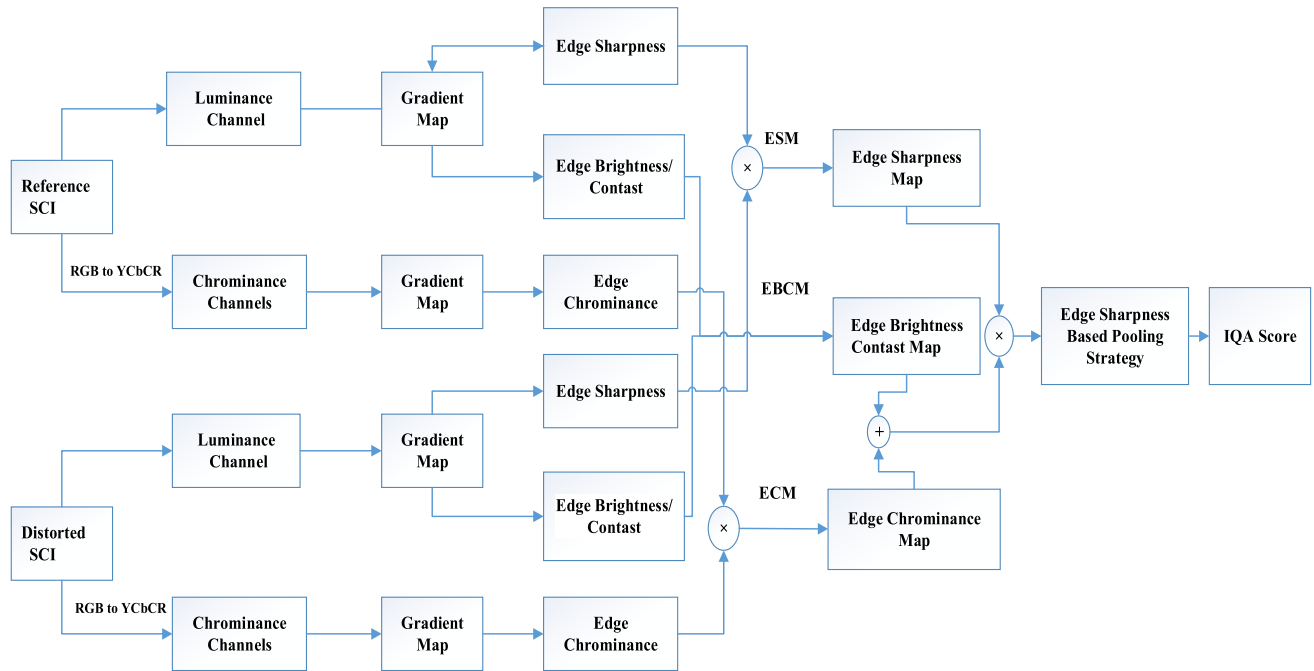 Reference
SCI
RGB to YCbCR
Luminance
Channel
Gradient
Map
Edge Sharpness
Edge Brightness/
Contast
Chrominance
Channels
Gradient
Map
Edge
Chrominance
Distorted
SCI
RGB to YCbCR
Luminance
Channel
Gradient
Map
Edge Sharpness
Edge Brightness/
Contast
Chrominance
Channels
Gradient
Map
Edge
Chrominance
×
ESM
Edge Sharpness
Map
EBCM
Edge Brightness
Contast Map
+
×
ECM
Edge Chrominance
Map
×
Edge Sharpness
Based Pooling
Strategy
IQA Score